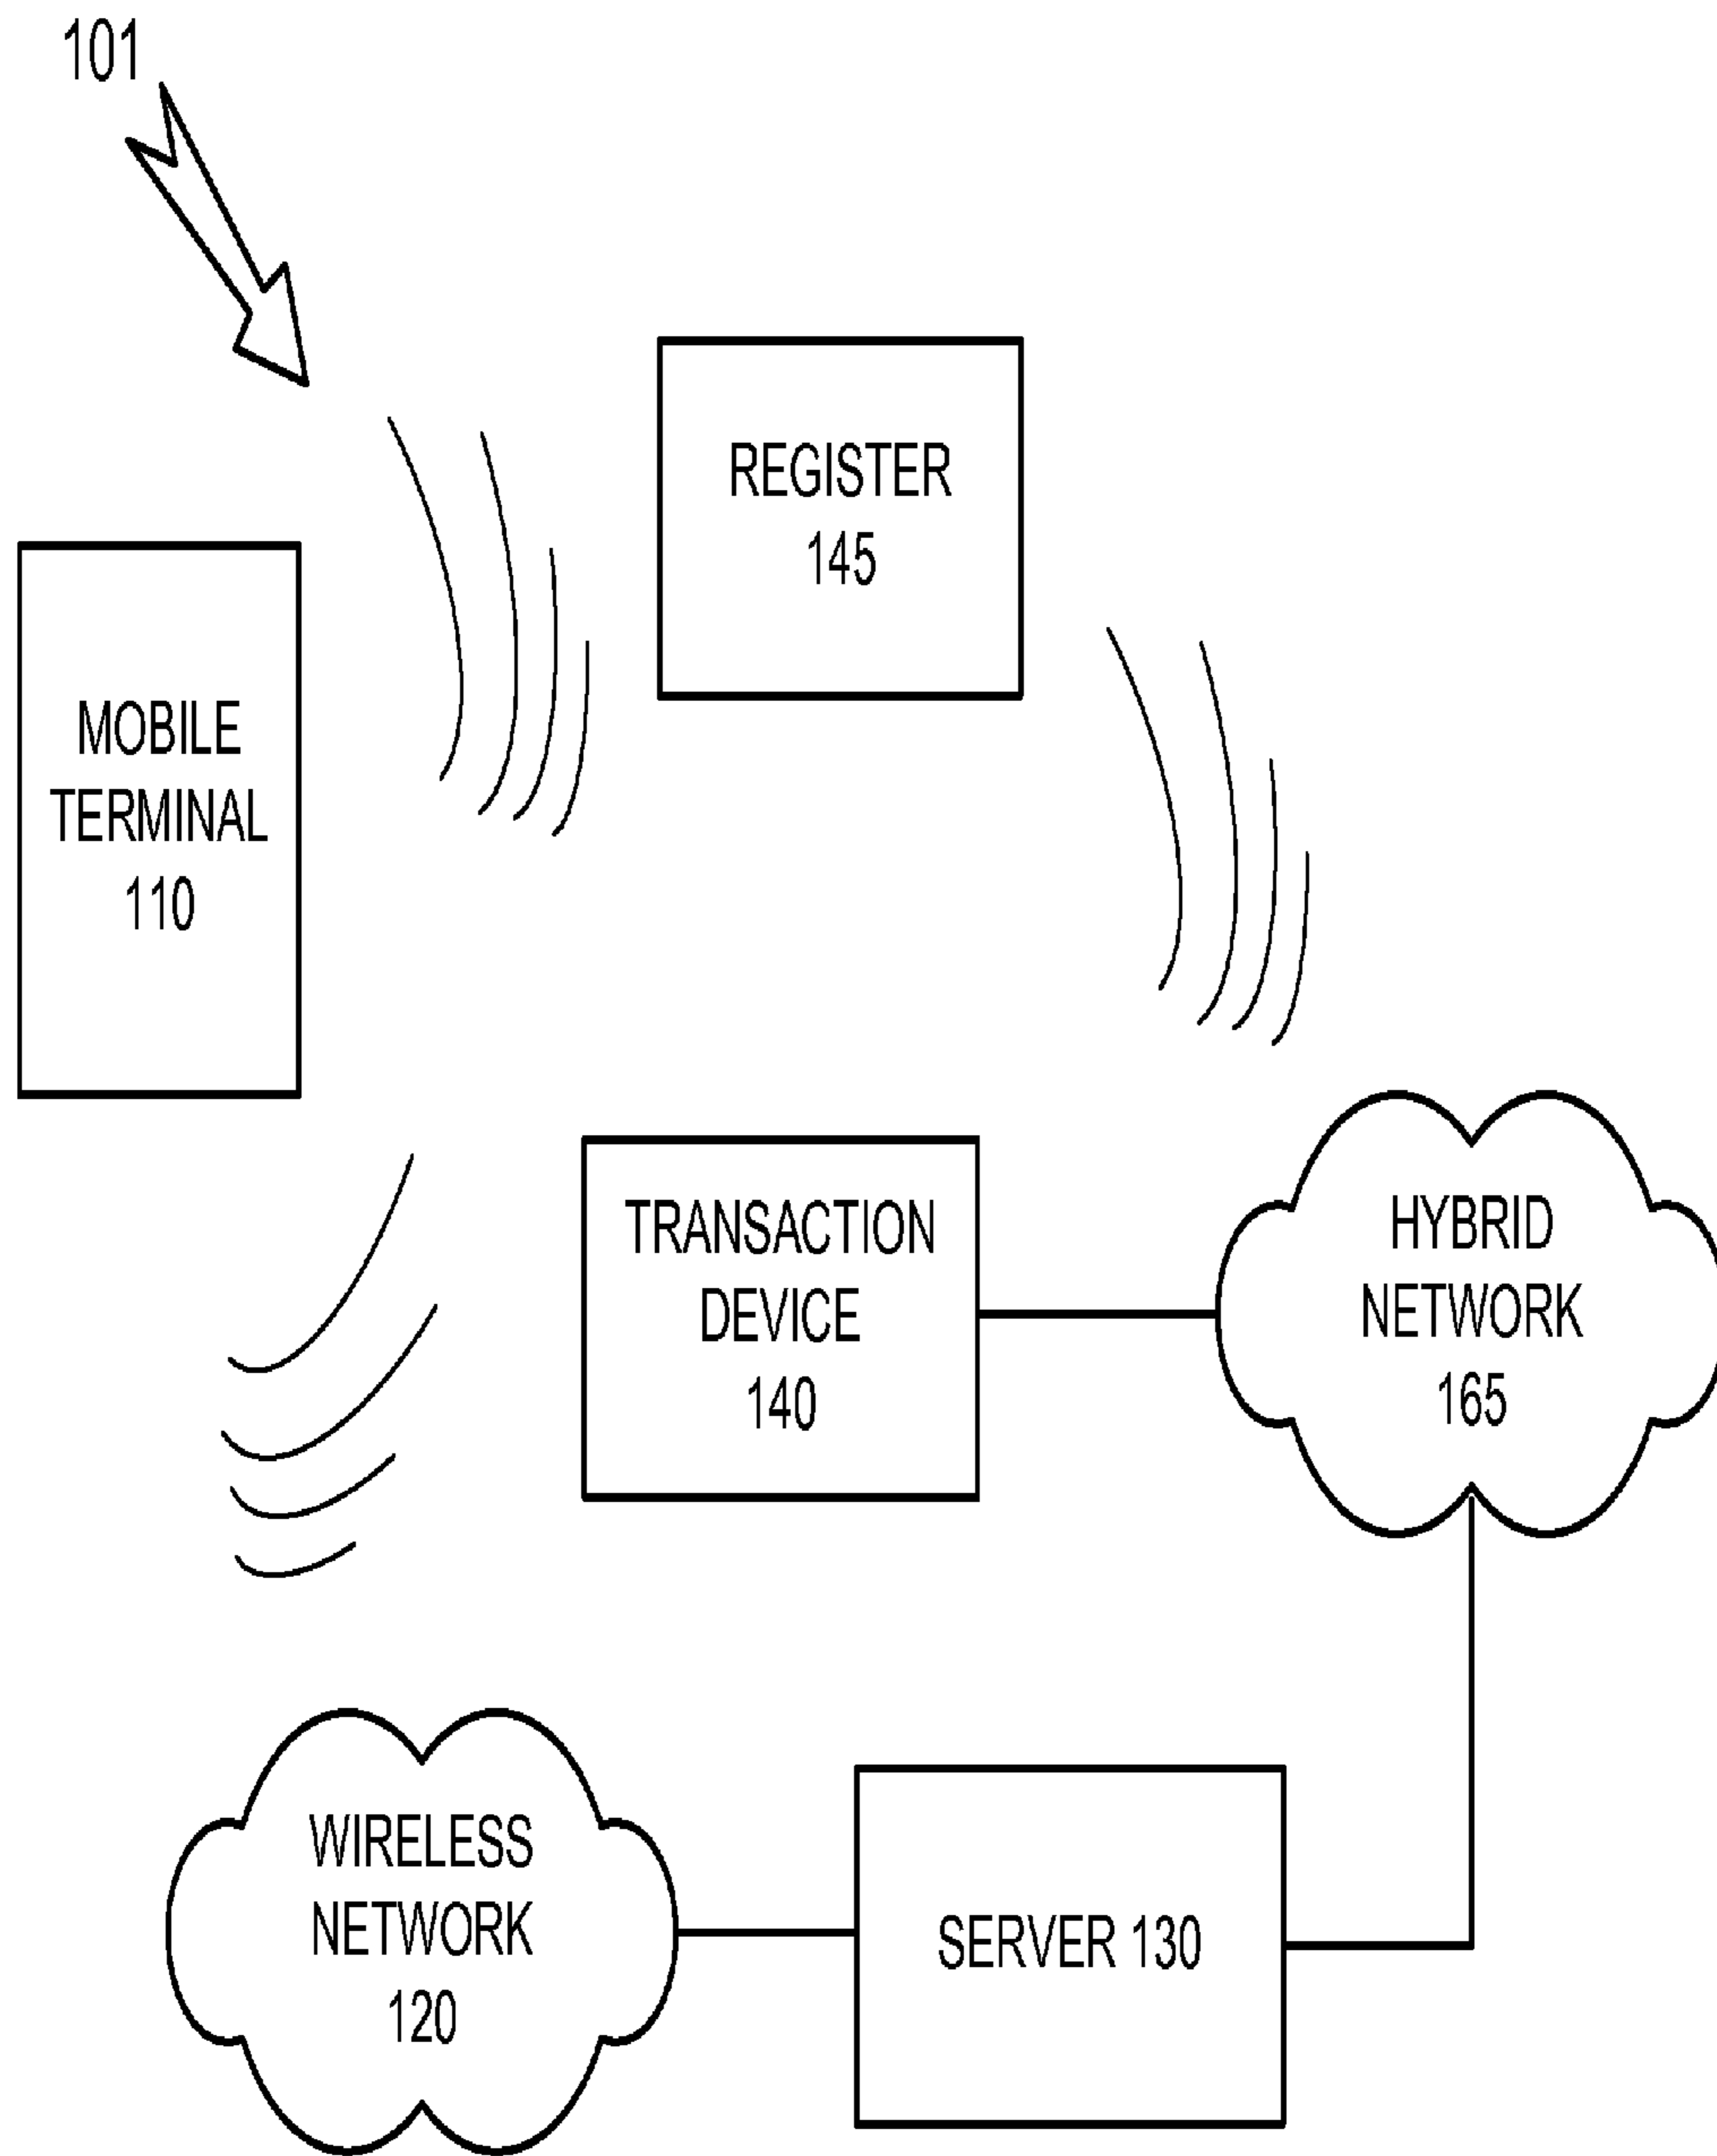 101
REGISTER
145
MOBILE
TERMINAL
110
TRANSACTION
DEVICE
140
HYBRID
NETWORK
165
WIRELESS
NETWORK
120
SERVER 130